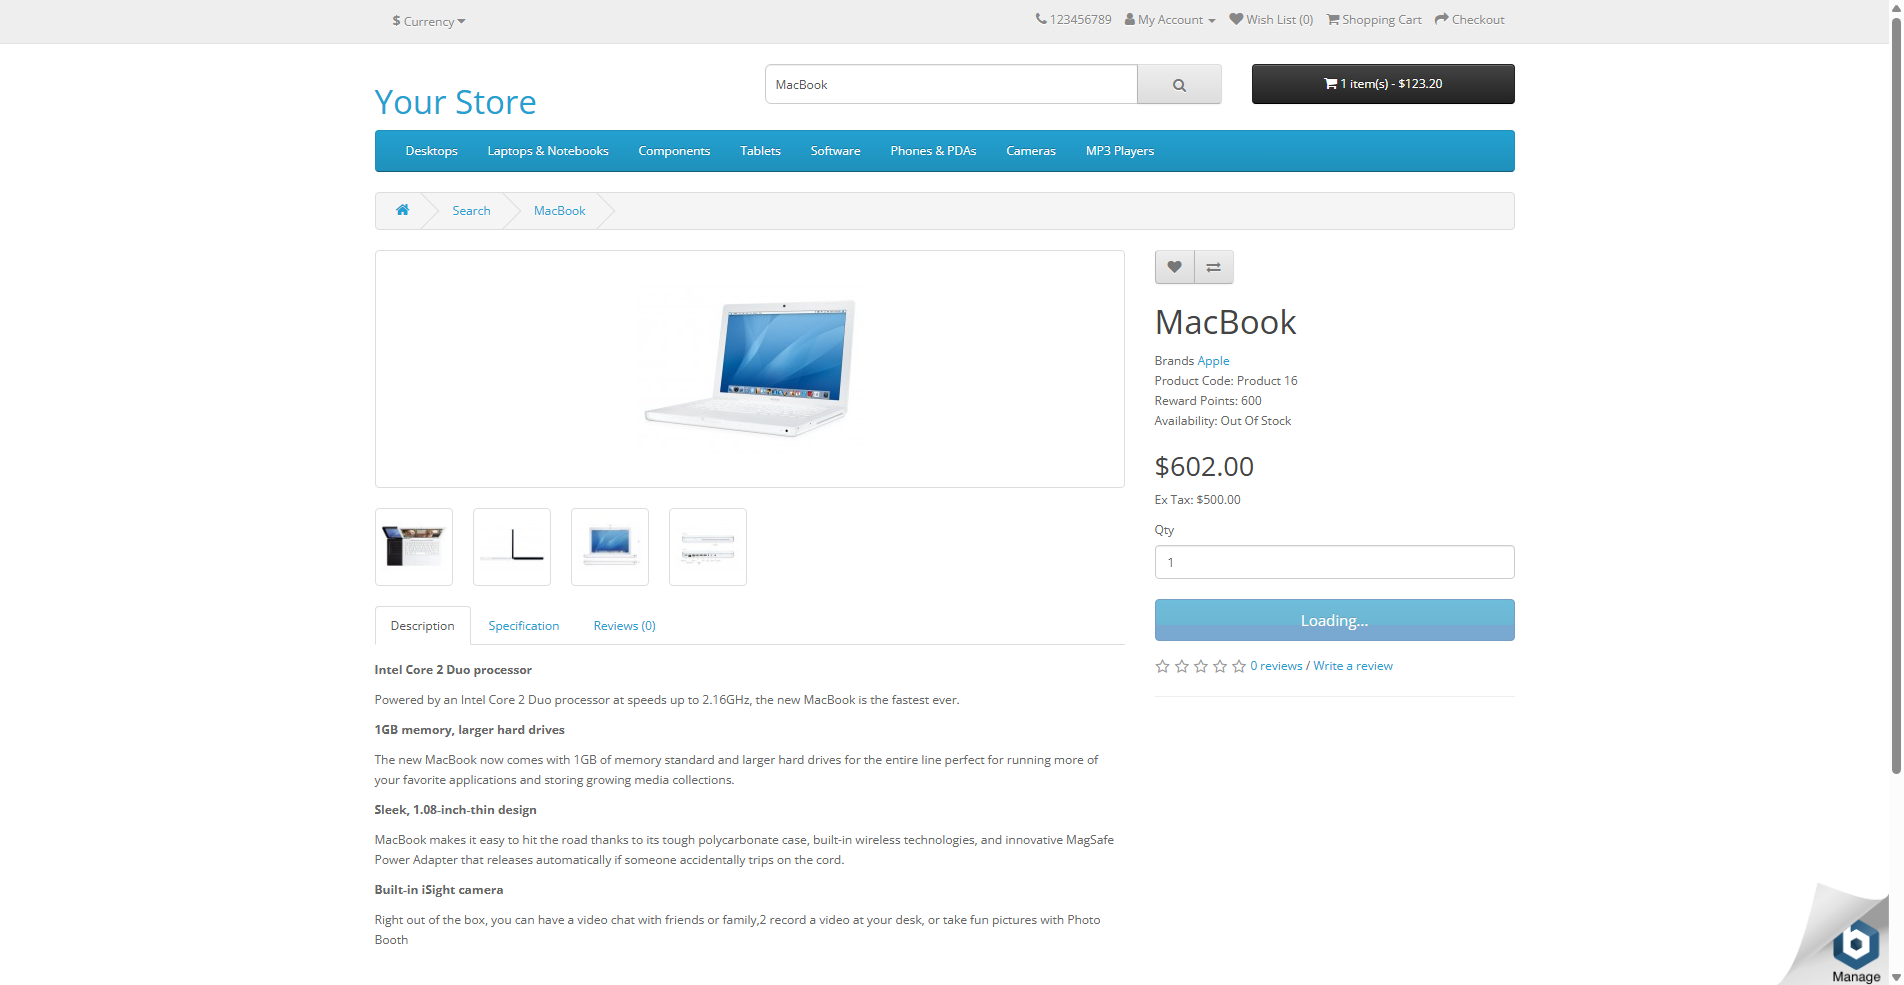 $ Currency
123456789 My Account Wish List (0) Shopping Cart Checkout
Your Store
MacBook
1 item(s) - $123.20
Desktops Laptops & Notebooks Components Tablets Software Phones & PDAs Cameras MP3 Players
Search MacBook
MacBook
Brands Apple
Product Code: Product 16
Reward Points: 600
Availability: Out Of Stock
$602.00
Ex Tax: $500.00
Qty
1
Loading...
0 reviews / Write a review
Description Specification Reviews (0)
Intel Core 2 Duo processor
Powered by an Intel Core 2 Duo processor at speeds up to 2.16GHz, the new MacBook is the fastest ever.
1GB memory, larger hard drives
The new MacBook now comes with 1GB of memory standard and larger hard drives for the entire line perfect for running more of
your favorite applications and storing growing media collections.
Sleek, 1.08-inch-thin design
MacBook makes it easy to hit the road thanks to its tough polycarbonate case, built-in wireless technologies, and innovative MagSafe
Power Adapter that releases automatically if someone accidentally trips on the cord.
Built-in iSight camera
Right out of the box, you can have a video chat with friends or family,2 record a video at your desk, or take fun pictures with Photo
Booth
Manage